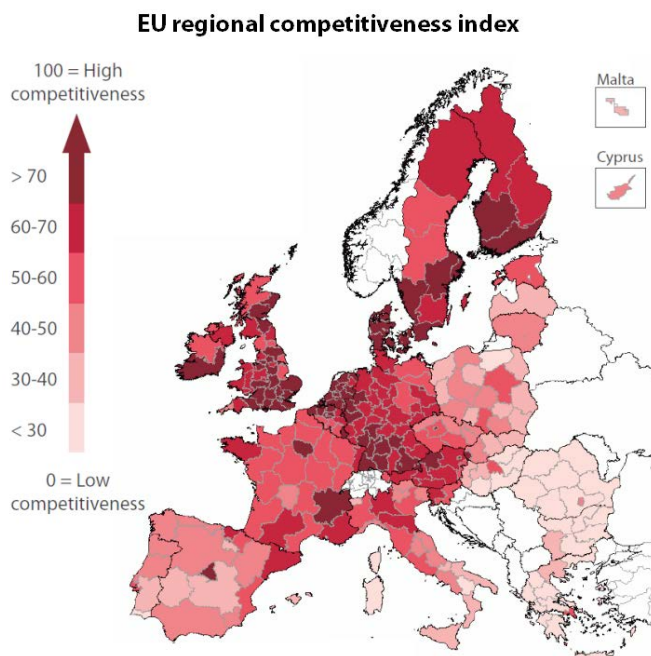 EU regional competitiveness index
100 = High
competitiveness
> 70
60-70
50-60
40-50
30-40
< 30
0 = Low
competitiveness
Malta
Cyprus